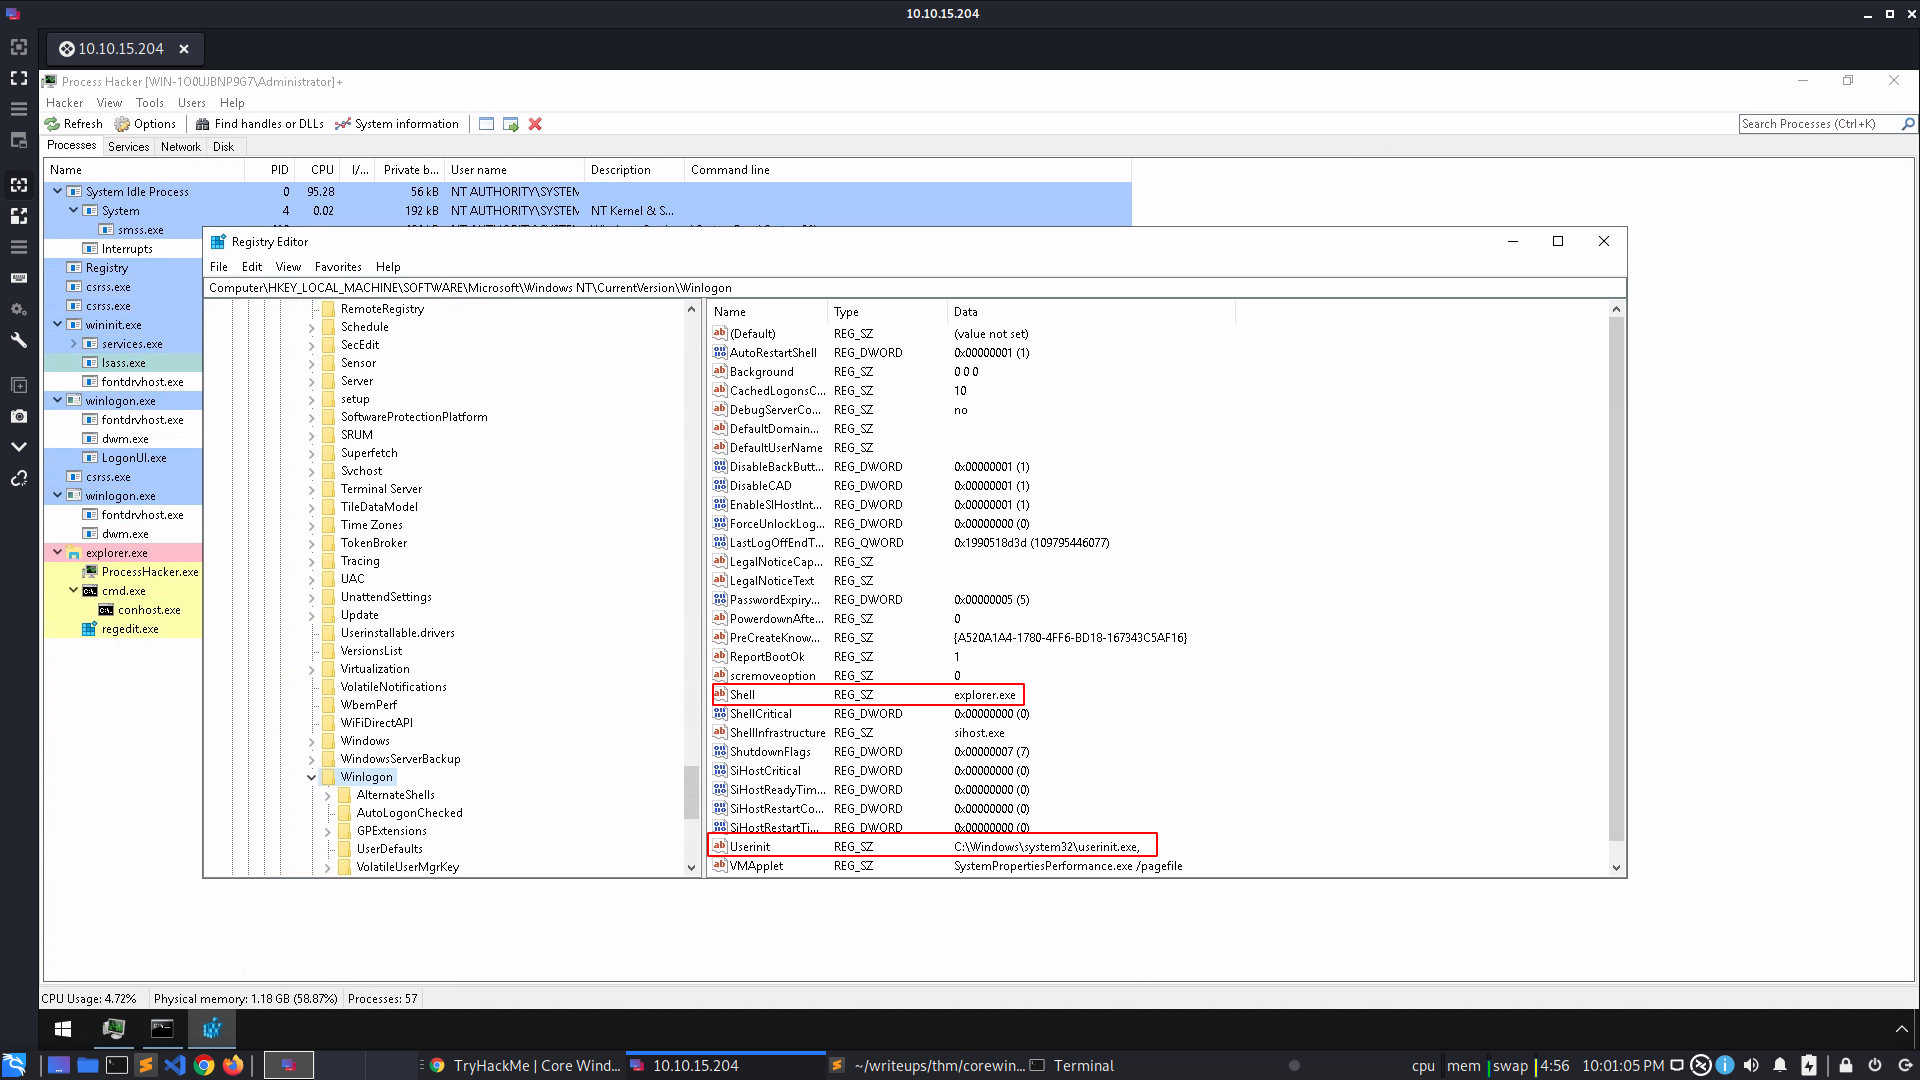 10.10.15.204
10.10.15.204
Process Hacker [WIN-1O0UJBNP9G7\Administrator]+
Hacker View Tools Users Help
Refresh Options Find handles or DLLs System information Search Processes (Ctrl+K)
Processes Services Network Disk
Name PID CPU I/... Private b... User name Description Command line
System Idle Process 0 95.28 56 kB NT AUTHORITY\SYSTEM
System 4 0.02 192 kB NT AUTHORITY\SYSTEM NT Kernel & S...
smss.exe
Interrupts
Registry
csrss.exe
csrss.exe
wininit.exe
services.exe
lsass.exe
fontdrvhost.exe
winlogon.exe
fontdrvhost.exe
dwm.exe
LogonUI.exe
csrss.exe
winlogon.exe
fontdrvhost.exe
dwm.exe
explorer.exe
ProcessHacker.exe
cmd.exe
conhost.exe
regedit.exe
Registry Editor
File Edit View Favorites Help
Computer\HKEY_LOCAL_MACHINE\SOFTWARE\Microsoft\Windows NT\CurrentVersion\Winlogon
RemoteRegistry
Schedule
SecEdit
Sensor
Server
setup
SoftwareProtectionPlatform
SRUM
Superfetch
Svchost
Terminal Server
TileDataModel
Time Zones
TokenBroker
Tracing
UAC
UnattendSettings
Update
Userinstallable.drivers
VersionsList
Virtualization
VolatileNotifications
WbemPerf
WiFiDirectAPI
Windows
WindowsServerBackup
Winlogon
AlternateShells
AutoLogonChecked
GPExtensions
UserDefaults
VolatileUserMgrKey
Name Type Data
(Default) REG_SZ (value not set)
AutoRestartShell REG_DWORD 0x00000001 (1)
Background REG_SZ 0 0 0
CachedLogonsC... REG_SZ 10
DebugServerCo... REG_SZ no
DefaultDomain... REG_SZ
DefaultUserName REG_SZ
DisableBackButt... REG_DWORD 0x00000001 (1)
DisableCAD REG_DWORD 0x00000001 (1)
EnableSIHostInt... REG_DWORD 0x00000001 (1)
ForceUnlockLog... REG_DWORD 0x00000000 (0)
LastLogOffEndT... REG_QWORD 0x1990518d3d (109795446077)
LegalNoticeCap... REG_SZ
LegalNoticeText REG_SZ
PasswordExpiry... REG_DWORD 0x00000005 (5)
PowerdownAfte... REG_SZ 0
PreCreateKnow... REG_SZ {A520A1A4-1780-4FF6-BD18-167343C5AF16}
ReportBootOk REG_SZ 1
scremoveoption REG_SZ 0
Shell REG_SZ explorer.exe
ShellCritical REG_DWORD 0x00000000 (0)
ShellInfrastructure REG_SZ sihost.exe
ShutdownFlags REG_DWORD 0x00000007 (7)
SiHostCritical REG_DWORD 0x00000000 (0)
SiHostReadyTim... REG_DWORD 0x00000000 (0)
SiHostRestartCo... REG_DWORD 0x00000000 (0)
SiHostRestartTi... REG_DWORD 0x00000000 (0)
Userinit REG_SZ C:\Windows\system32\userinit.exe,
VMApplet REG_SZ SystemPropertiesPerformance.exe /pagefile
CPU Usage: 4.72% Physical memory: 1.18 GB (58.87%) Processes: 57
TryHackMe | Core Wind... 10.10.15.204 ~/writeups/thm/corewin... Terminal cpu mem swap 4:56 10:01:05 PM